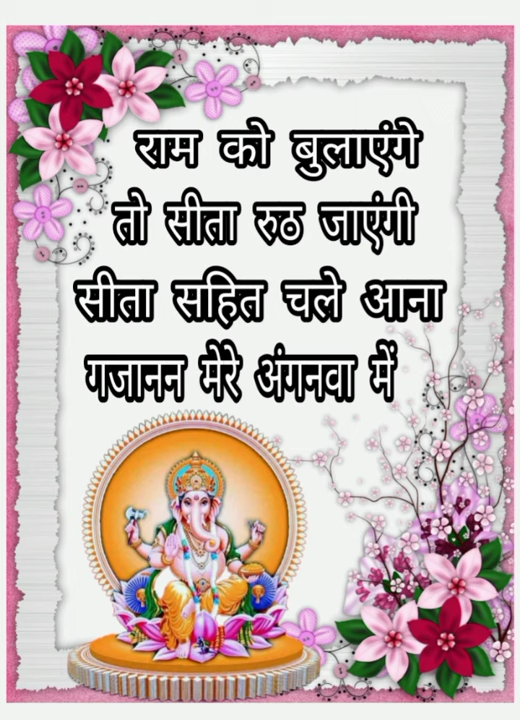 राम को बुलाएंगे
तो सीता रुठ जाएंगी
सीता सहित चले आना
गजानन मेरे अंगनवा में